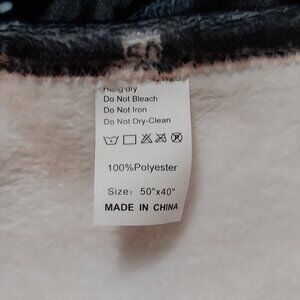 Hang dry
Do Not Bleach
Do Not Iron
Do Not Dry-Clean
100%Polyester
Size: 50"x40"
MADE IN CHINA